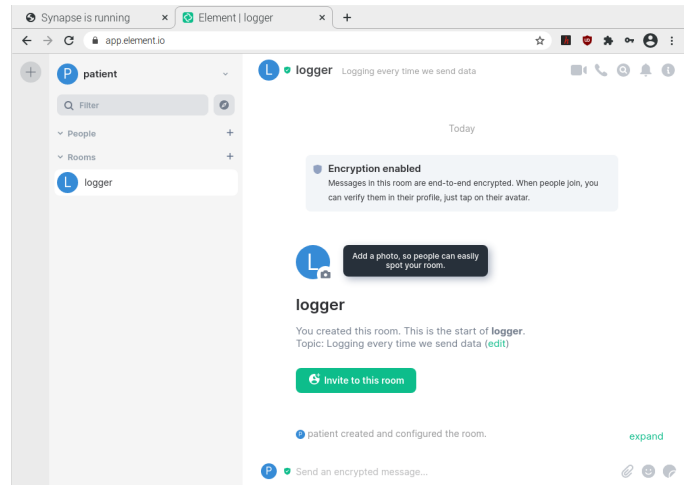 Synapse is running
Element | logger
app.element.io
P patient
L logger Logging every time we send data
Filter
People
Rooms
L logger
Today
Encryption enabled
Messages in this room are end-to-end encrypted. When people join, you
can verify them in their profile, just tap on their avatar.
L
Add a photo, so people can easily
spot your room.
logger
You created this room. This is the start of logger.
Topic: Logging every time we send data (edit)
Invite to this room
P patient created and configured the room.
expand
P Send an encrypted message...